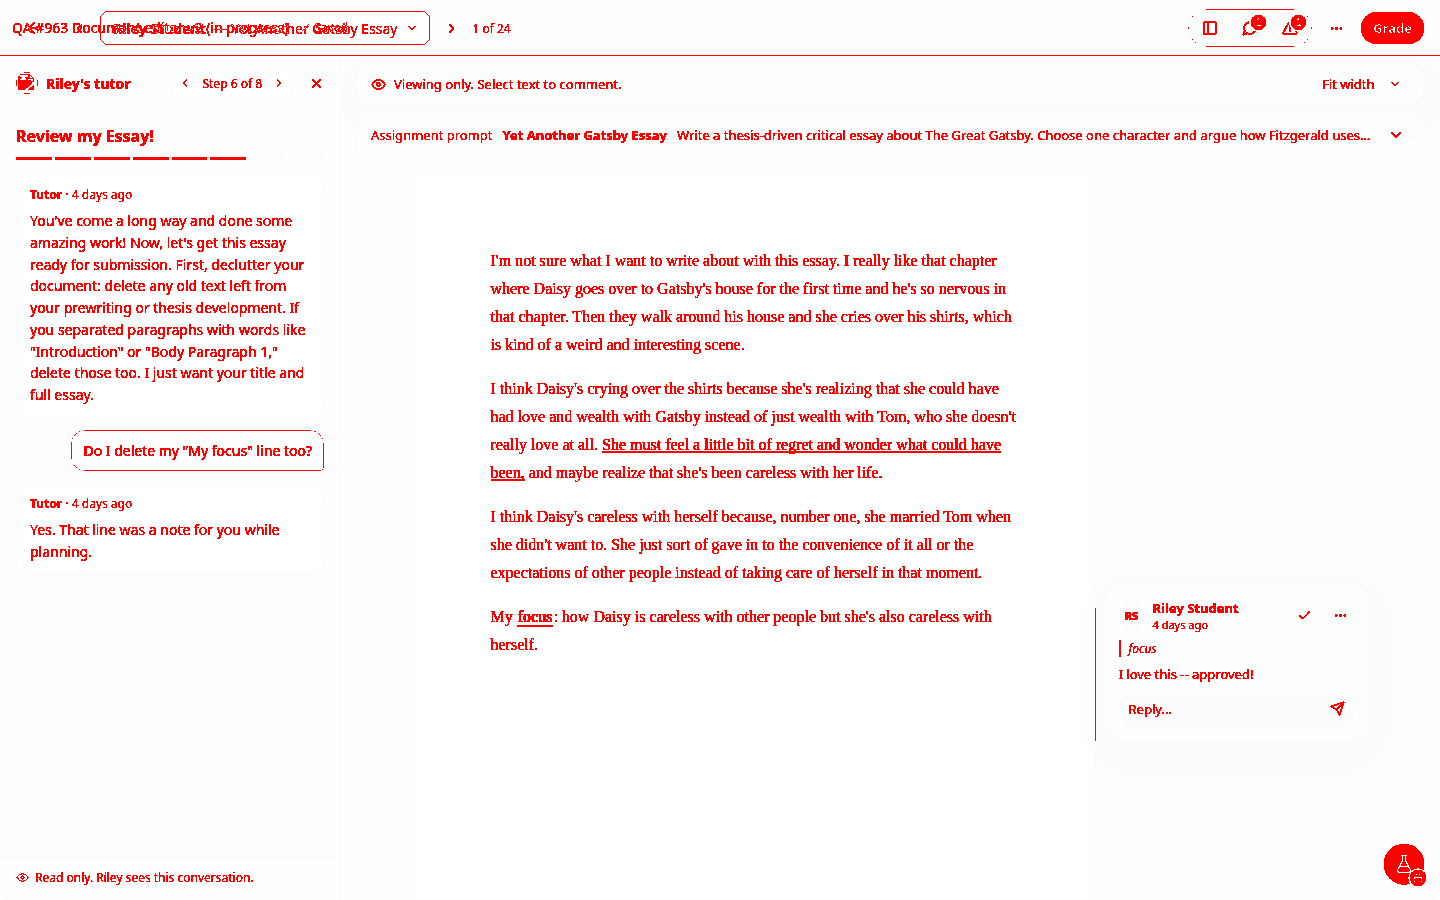 QA #963 Document
Yet Another Gatsby Essay
1 of 24
Grade
Riley's tutor
Step 6 of 8
Viewing only. Select text to comment.
Fit width
Review my Essay!
Assignment prompt Yet Another Gatsby Essay Write a thesis-driven critical essay about The Great Gatsby. Choose one character and argue how Fitzgerald uses...
Tutor · 4 days ago
You've come a long way and done some
amazing work! Now, let's get this essay
ready for submission. First, declutter your
document: delete any old text left from
your prewriting or thesis development. If
you separated paragraphs with words like
"Introduction" or "Body Paragraph 1,"
delete those too. I just want your title and
full essay.
Do I delete my "My focus" line too?
Tutor · 4 days ago
Yes. That line was a note for you while
planning.
Read only. Riley sees this conversation.
I'm not sure what I want to write about with this essay. I really like that chapter
where Daisy goes over to Gatsby's house for the first time and he's so nervous in
that chapter. Then they walk around his house and she cries over his shirts, which
is kind of a weird and interesting scene.
I think Daisy's crying over the shirts because she's realizing that she could have
had love and wealth with Gatsby instead of just wealth with Tom, who she doesn't
really love at all. She must feel a little bit of regret and wonder what could have
been, and maybe realize that she's been careless with her life.
I think Daisy's careless with herself because, number one, she married Tom when
she didn't want to. She just sort of gave in to the convenience of it all or the
expectations of other people instead of taking care of herself in that moment.
My focus: how Daisy is careless with other people but she's also careless with
herself.
RS Riley Student
4 days ago
focus
I love this -- approved!
Reply...